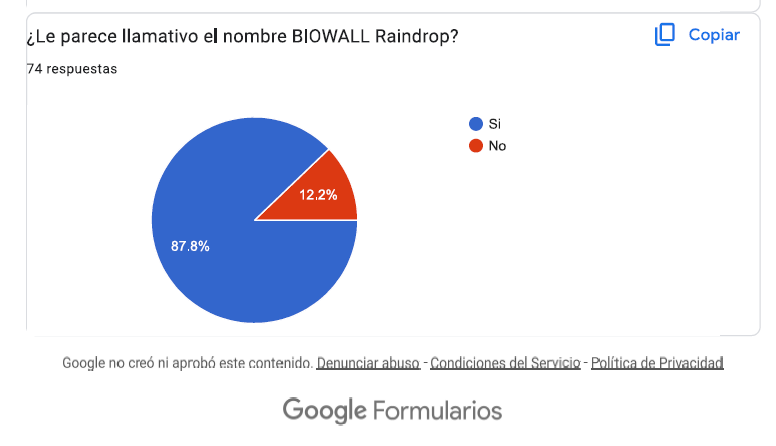 ¿Le parece llamativo el nombre BIOWALL Raindrop?
Copiar
74 respuestas
Si
No
12.2%
87.8%
Google no creó ni aprobó este contenido. Denunciar abuso - Condiciones del Servicio - Política de Privacidad
Google Formularios